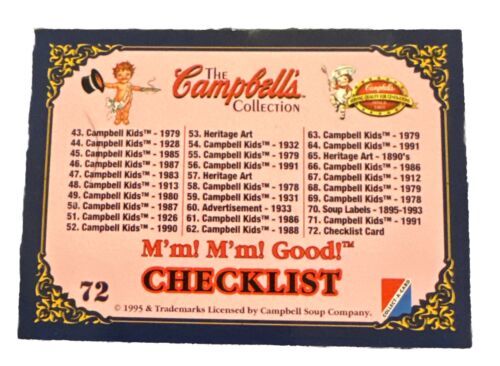 The
Campbell's
Collection
Campbell's
43. Campbell Kids™ - 1979
44. Campbell Kids™ - 1928
45. Campbell Kids™ - 1985
46. Campbell Kids™ - 1987
47. Campbell Kids™ - 1983
48. Campbell Kids™ - 1913
49. Campbell Kids™ - 1980
50. Campbell Kids™ - 1987
51. Campbell Kids™ - 1926
52. Campbell Kids™ - 1990
53. Heritage Art
54. Campbell Kids™ - 1932
55. Campbell Kids™ - 1979
56. Campbell Kids™ - 1991
57. Heritage Art
58. Campbell Kids™ - 1978
59. Campbell Kids™ - 1931
60. Advertisement - 1933
61. Campbell Kids™ - 1986
62. Campbell Kids™ - 1988
63. Campbell Kids™ - 1979
64. Campbell Kids™ - 1991
65. Heritage Art - 1890's
66. Campbell Kids™ - 1986
67. Campbell Kids™ - 1912
68. Campbell Kids™ - 1978
69. Campbell Kids™ - 1979
70. Soup Labels - 1895-1993
71. Campbell Kids™ - 1991
72. Checklist Card
M'm! M'm! Good!™
CHECKLIST
72
© 1995 & Trademarks Licensed by Campbell Soup Company.
COLLECT-A-CARD